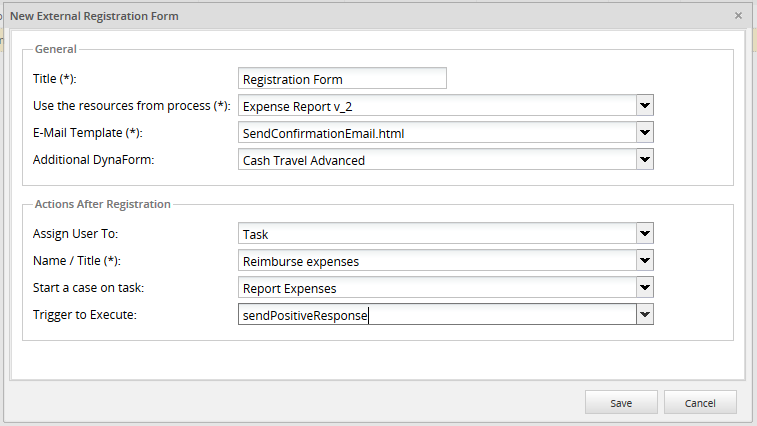 New External Registration Form
General
Title (*): Registration Form
Use the resources from process (*): Expense Report v_2
E-Mail Template (*): SendConfirmationEmail.html
Additional DynaForm: Cash Travel Advanced
Actions After Registration
Assign User To: Task
Name / Title (*): Reimburse expenses
Start a case on task: Report Expenses
Trigger to Execute: sendPositiveResponse
Save Cancel